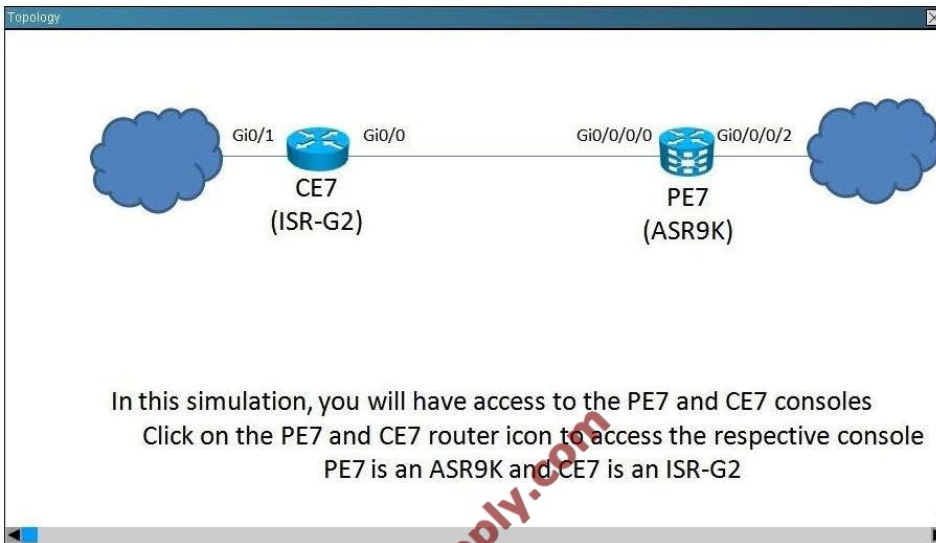 Topology
Gi0/1
Gi0/0
Gi0/0/0/0
Gi0/0/0/2
CE7
(ISR-G2)
PE7
(ASR9K)
In this simulation, you will have access to the PE7 and CE7 consoles
Click on the PE7 and CE7 router icon to access the respective console
PE7 is an ASR9K and CE7 is an ISR-G2
ply.com